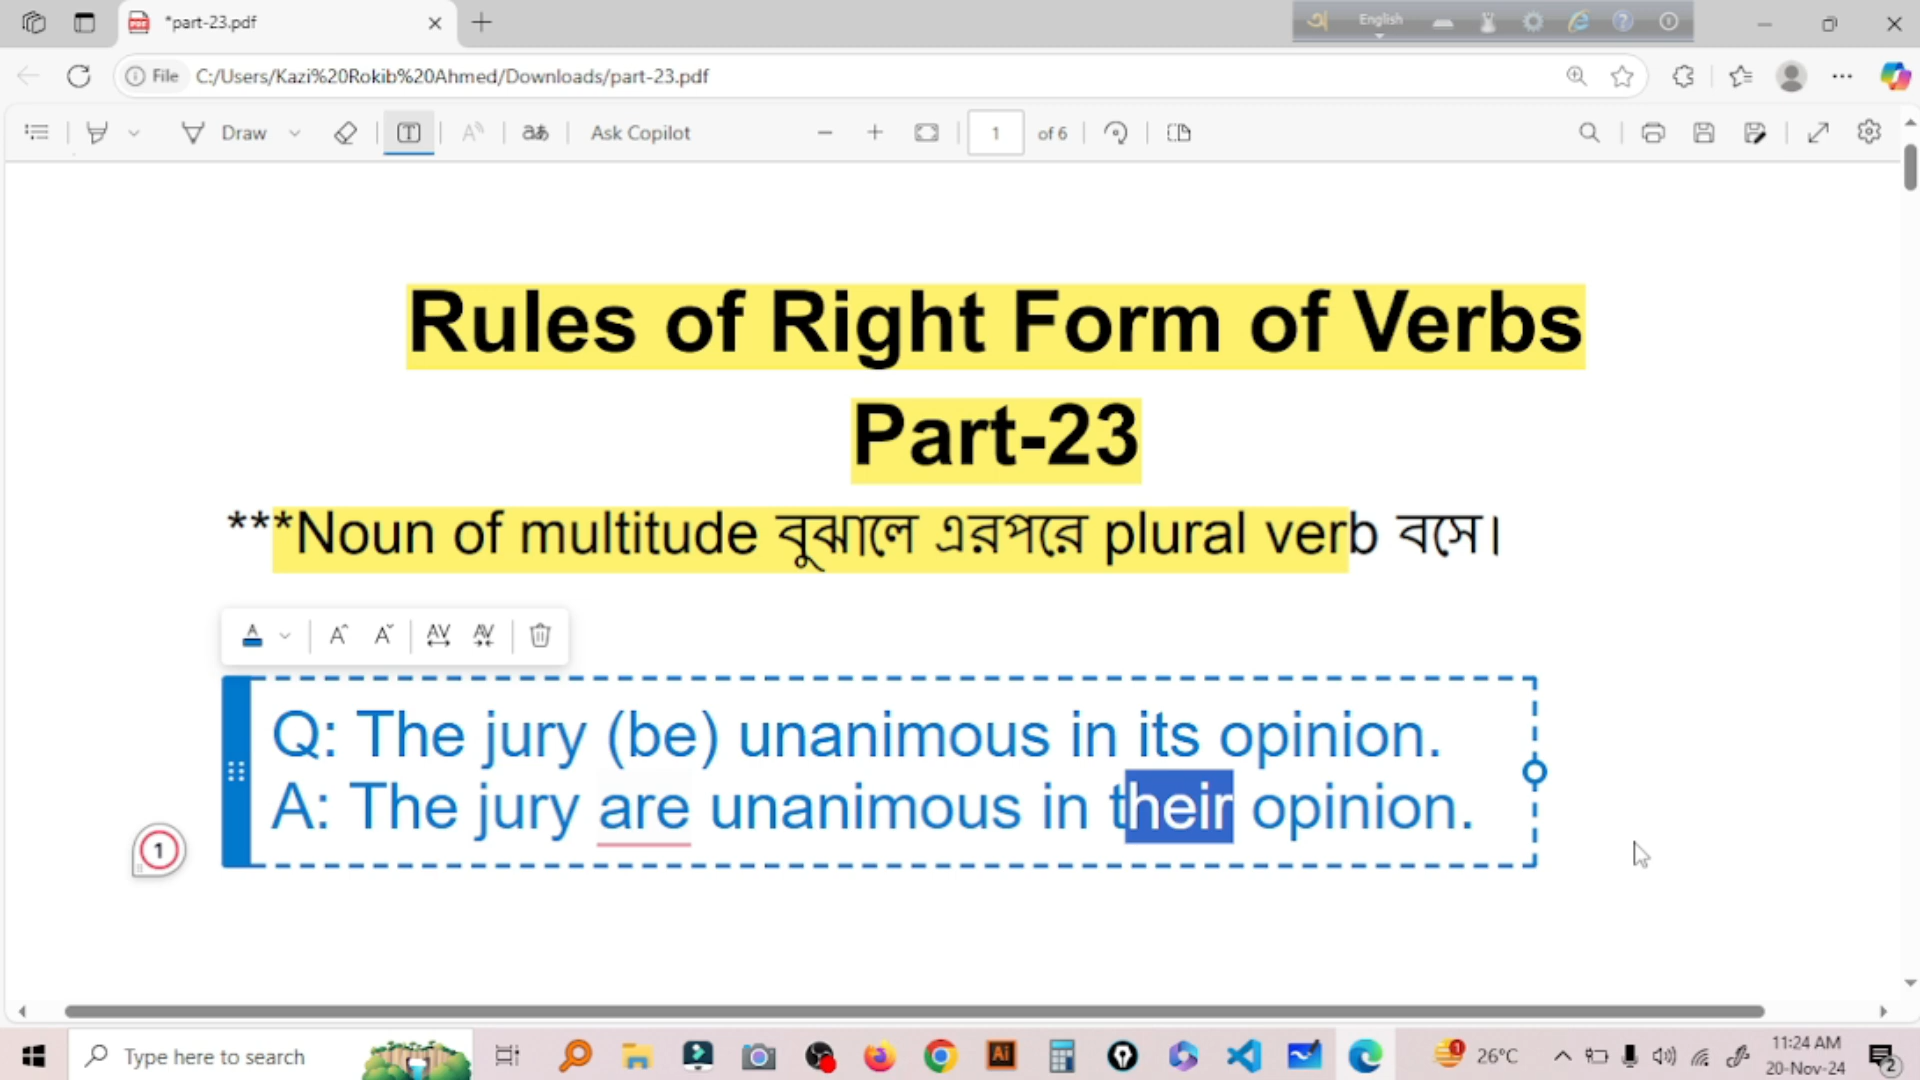 *part-23.pdf
English
File C:/Users/Kazi%20Rokib%20Ahmed/Downloads/part-23.pdf
Draw
Ask Copilot
1 of 6
Rules of Right Form of Verbs
Part-23
***Noun of multitude বুঝালে এরপরে plural verb বসে।
Q: The jury (be) unanimous in its opinion.
A: The jury are unanimous in their opinion.
1
Type here to search
26°C
11:24 AM
20-Nov-24
2